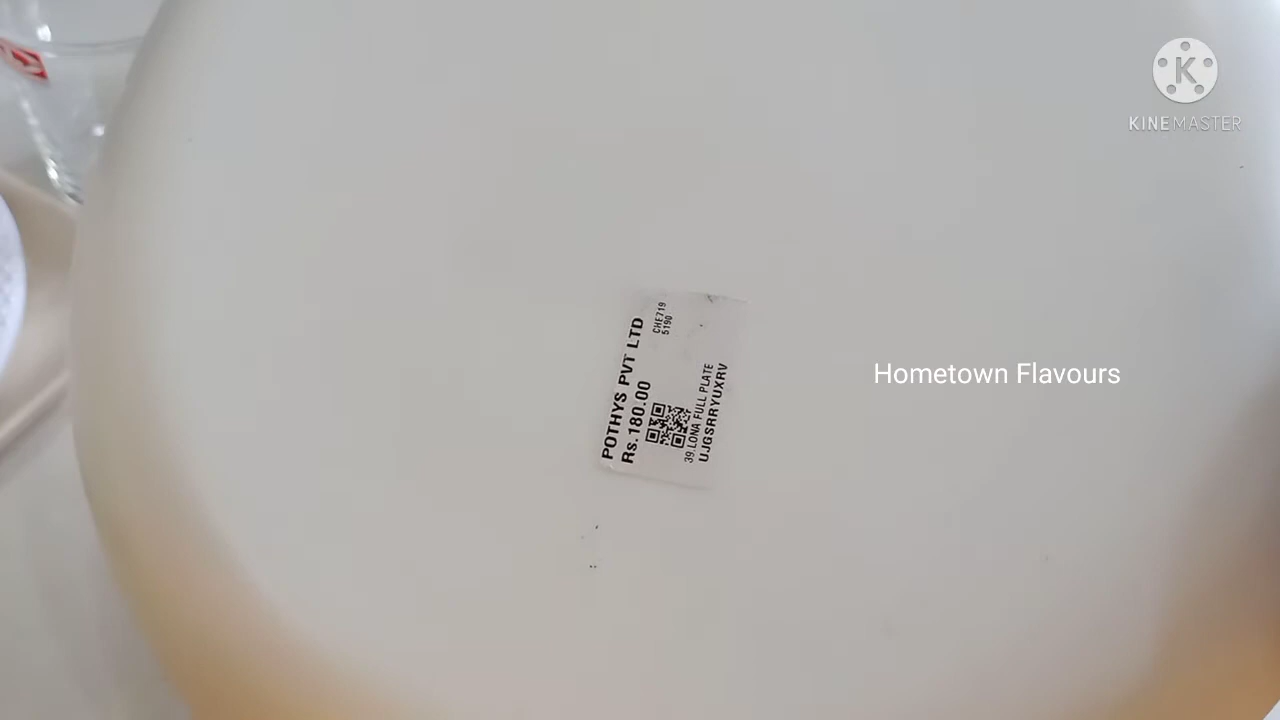 KINEMASTER
Hometown Flavours
POTHYS PVT LTD
Rs.180.00
CHE719
5190
39.LONA FULL PLATE
UJGSRRYUXRV